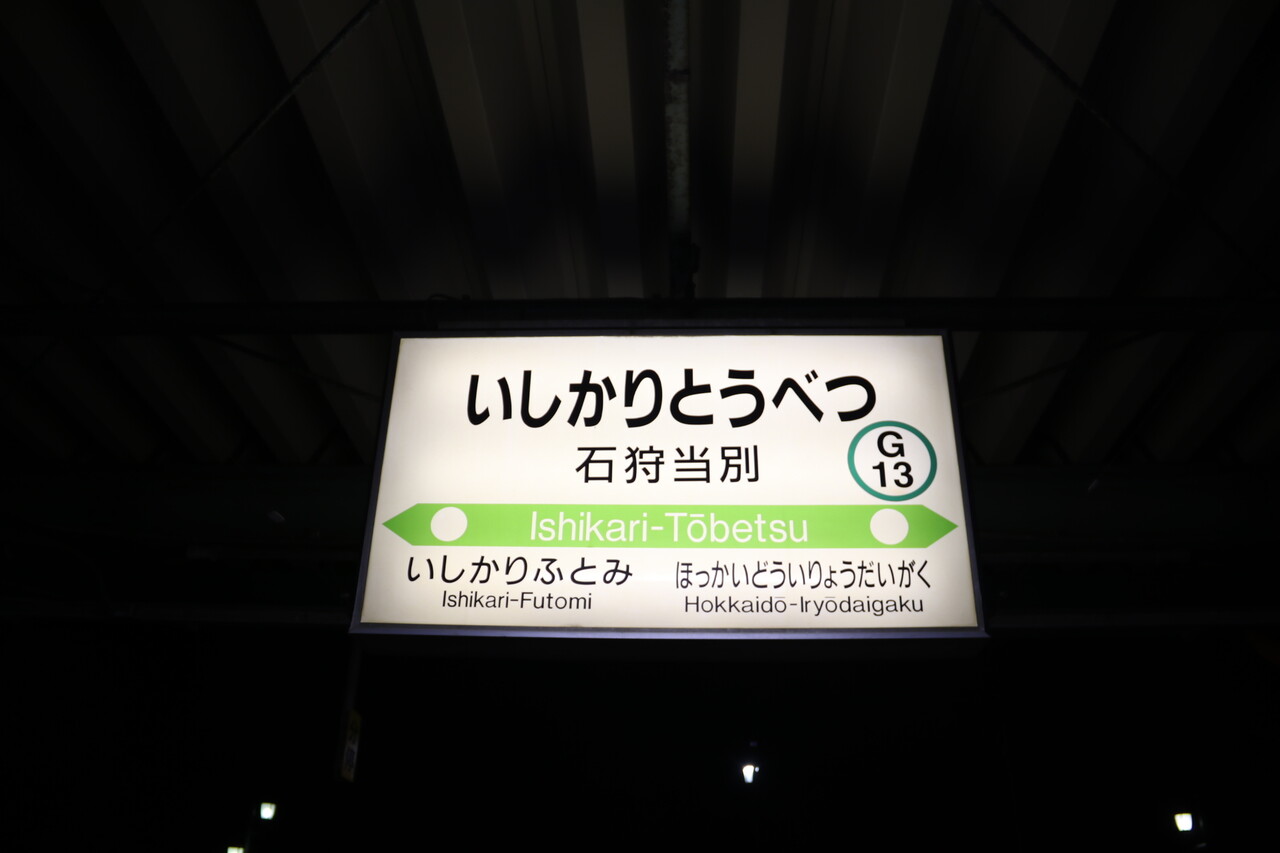 いしかりとうべつ
石狩当別
G
13
Ishikari-Tōbetsu
いしかりふとみ
Ishikari-Futomi
ほっかいどういりょうだいがく
Hokkaidō-Iryōdaigaku